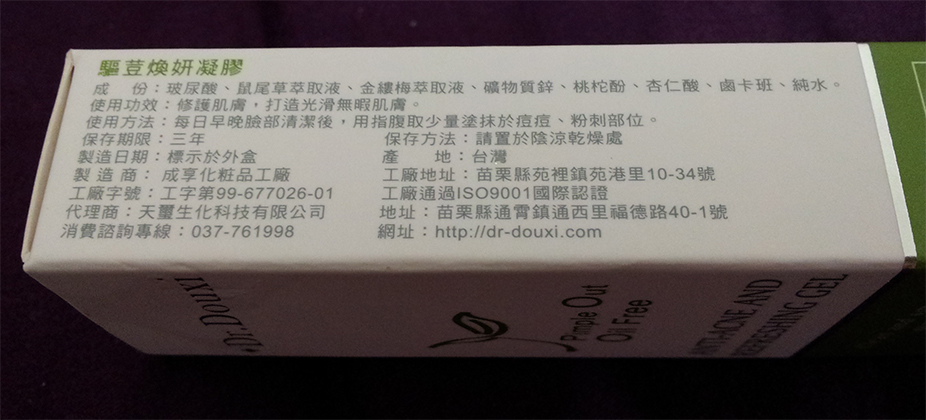 驅荳煥妍凝膠
成 份：玻尿酸、鼠尾草萃取液、金縷梅萃取液、礦物質鋅、桃柁酚、杏仁酸、鹵卡班、純水。
使用功效：修護肌膚，打造光滑無暇肌膚。
使用方法：每日早晚臉部清潔後，用指腹取少量塗抹於痘痘、粉刺部位。
保存期限：三年 保存方法：請置於陰涼乾燥處
製造日期：標示於外盒 產 地：台灣
製 造 商： 成享化粧品工廠 工廠地址：苗栗縣苑裡鎮苑港里10-34號
工廠字號：工字第99-677026-01 工廠通過ISO9001國際認證
代理商：天璽生化科技有限公司 地址：苗栗縣通霄鎮通西里福德路40-1號
消費諮詢專線：037-761998 網址：http://dr-douxi.com
Dr.Douxi
Pimple Out
Oil Free
ANTI-ACNE AND
REFRESHING GEL